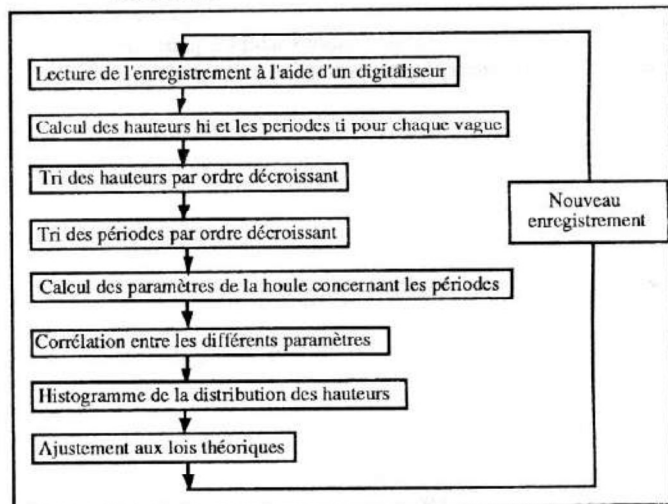 Lecture de l'enregistrement à l'aide d'un digitaliseur
Calcul des hauteurs hi et les periodes ti pour chaque vague
Tri des hauteurs par ordre décroissant
Tri des périodes par ordre décroissant
Calcul des paramètres de la houle concernant les périodes
Corrélation entre les différents paramètres
Histogramme de la distribution des hauteurs
Ajustement aux lois théoriques
Nouveau
enregistrement